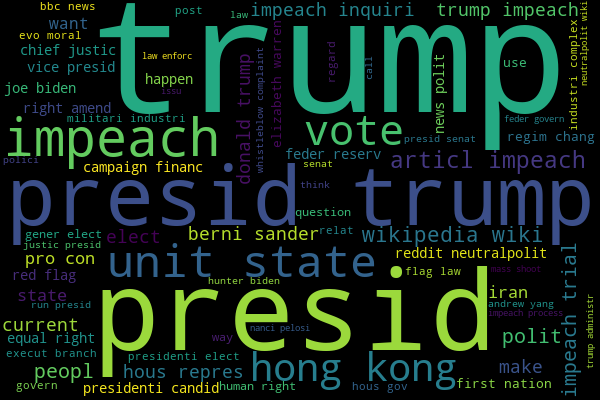 bbc news
post
law
impeach inquiri
trump impeach
want
trump
evo moral
chief justic
law enforc
vice presid
happen
call
use
joe biden
issu
right amend
militari industri
donald trump
whistleblow complaint
elizabeth warren
regard
news polit
industri complex
neutralpolit wiki
feder govern
impeach
vote
presid senat
regim chang
polici
campaign financ
feder reserv
senat
articl impeach
presid trump
think
question
gener elect
justic presid
elect
berni sander
relat
wikipedia wiki
pro con
unit state
reddit neutralpolit
red flag
hunter biden
flag law
mass shoot
state
presid
iran
run presid
andrew yang
impeach process
impeach trial
trump administr
current
nanci pelosi
equal right
way
polit
execut branch
presidenti elect
hong kong
make
peopl
hous repres
first nation
govern
presidenti candid
human right
hous gov